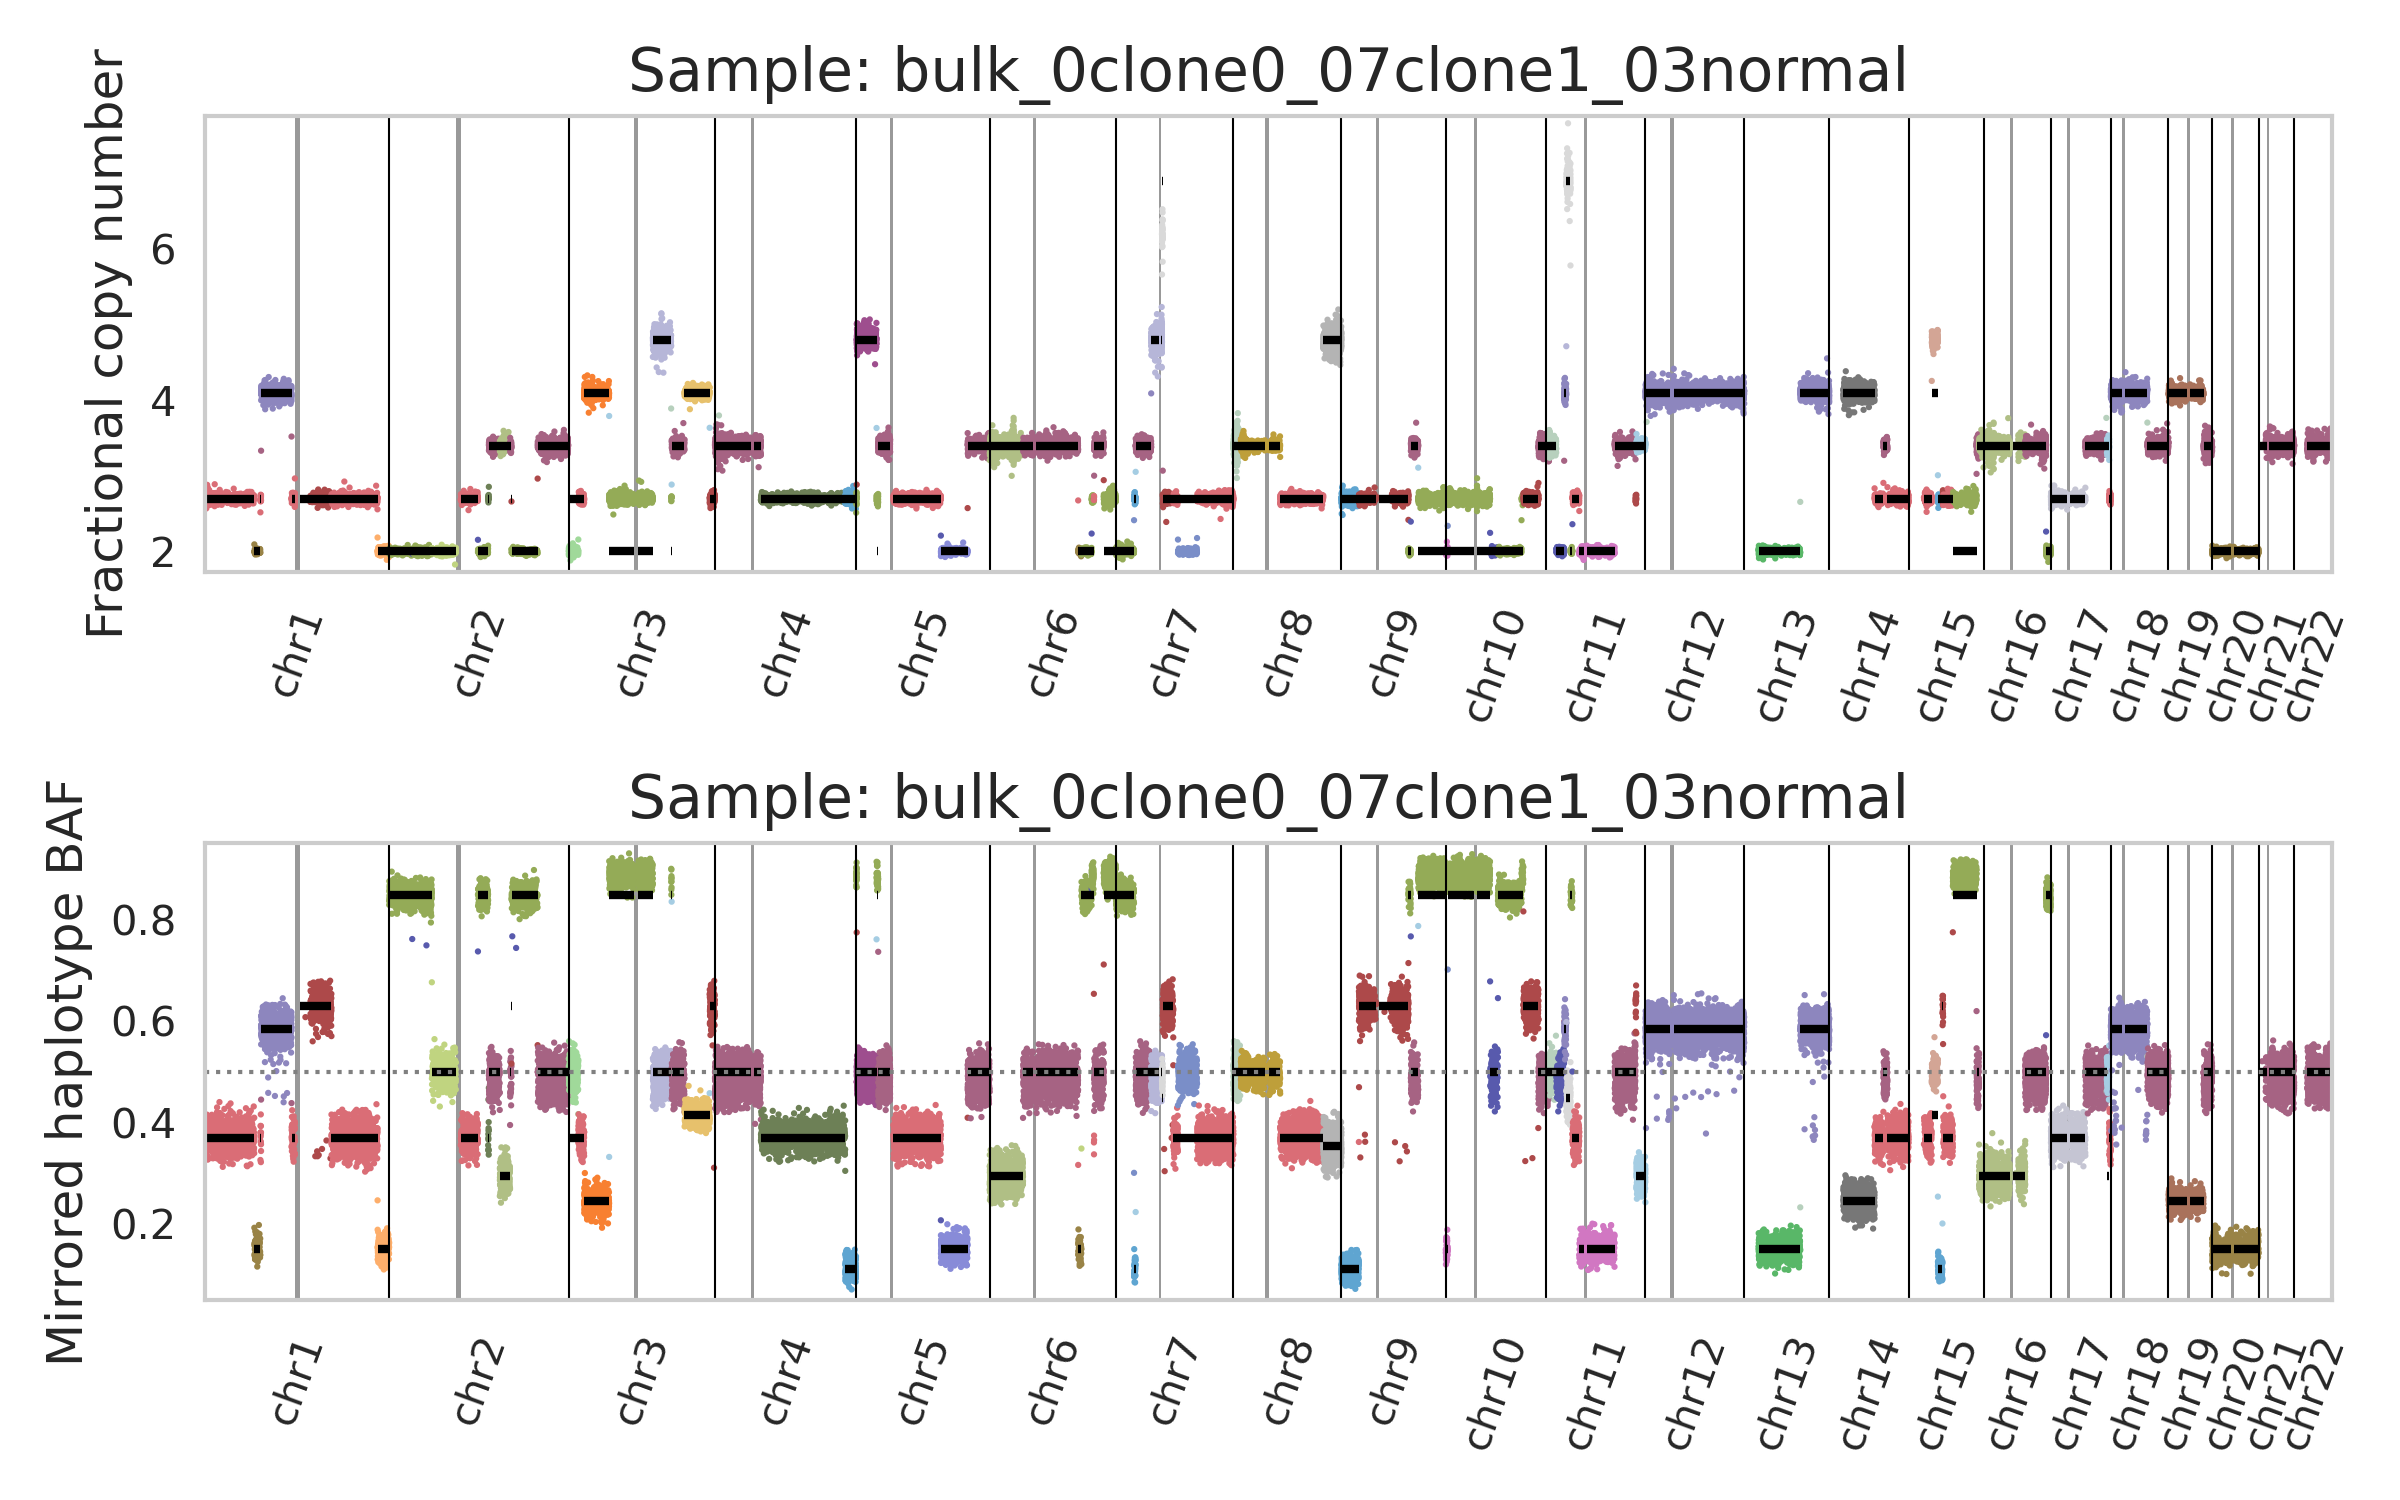 Sample: bulk_0clone0_07clone1_03normal
Fractional copy number
6
4
2
chr1 chr2 chr3 chr4 chr5 chr6 chr7 chr8 chr9 chr10 chr11 chr12 chr13 chr14 chr15 chr16 chr17 chr18 chr19 chr20 chr21 chr22
Sample: bulk_0clone0_07clone1_03normal
Mirrored haplotype BAF
0.8
0.6
0.4
0.2
chr1 chr2 chr3 chr4 chr5 chr6 chr7 chr8 chr9 chr10 chr11 chr12 chr13 chr14 chr15 chr16 chr17 chr18 chr19 chr20 chr21 chr22